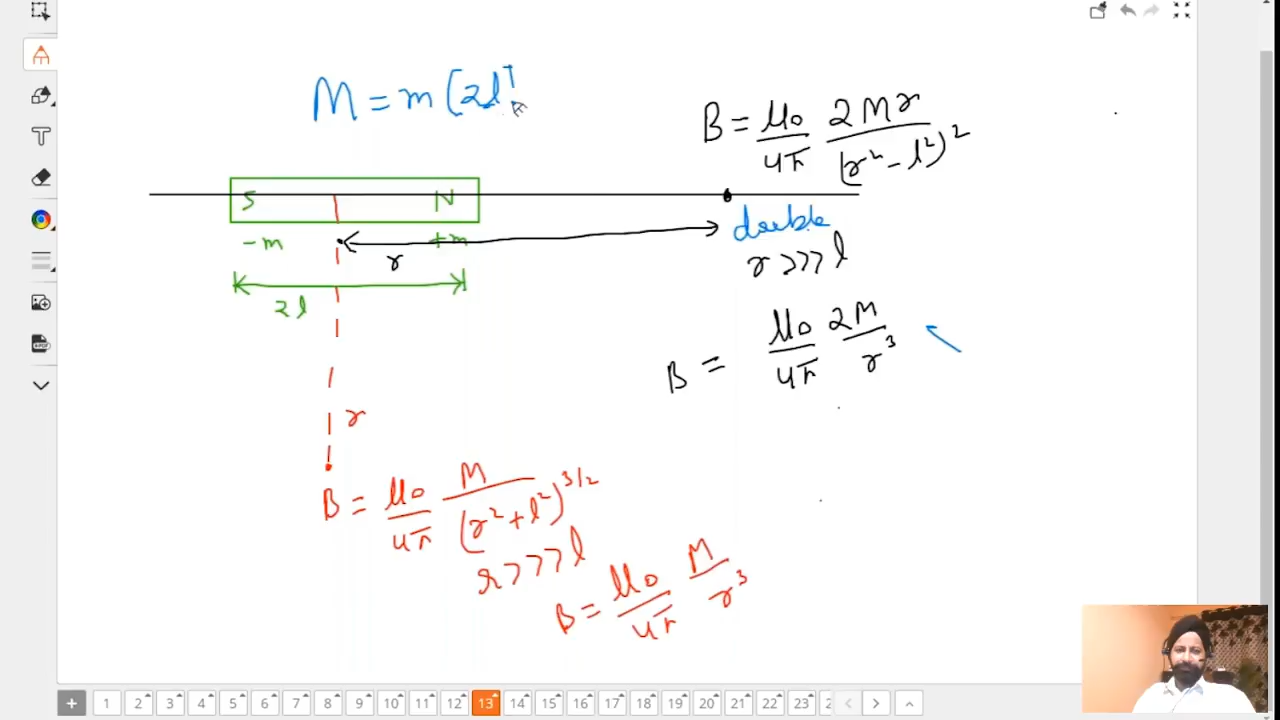 M = m (2l)
B = μ₀/4π 2Mr/(r² - l²)²
S N
-m +m
r
2l
double
r >>> l
B = μ₀/4π 2M/r³
r
B = μ₀/4π M/(r² + l²)^3/2
r >>> l
B = μ₀/4π M/r³
T
PDF
+ 1 2 3 4 5 6 7 8 9 10 11 12 13 14 15 16 17 18 19 20 21 22 23 2